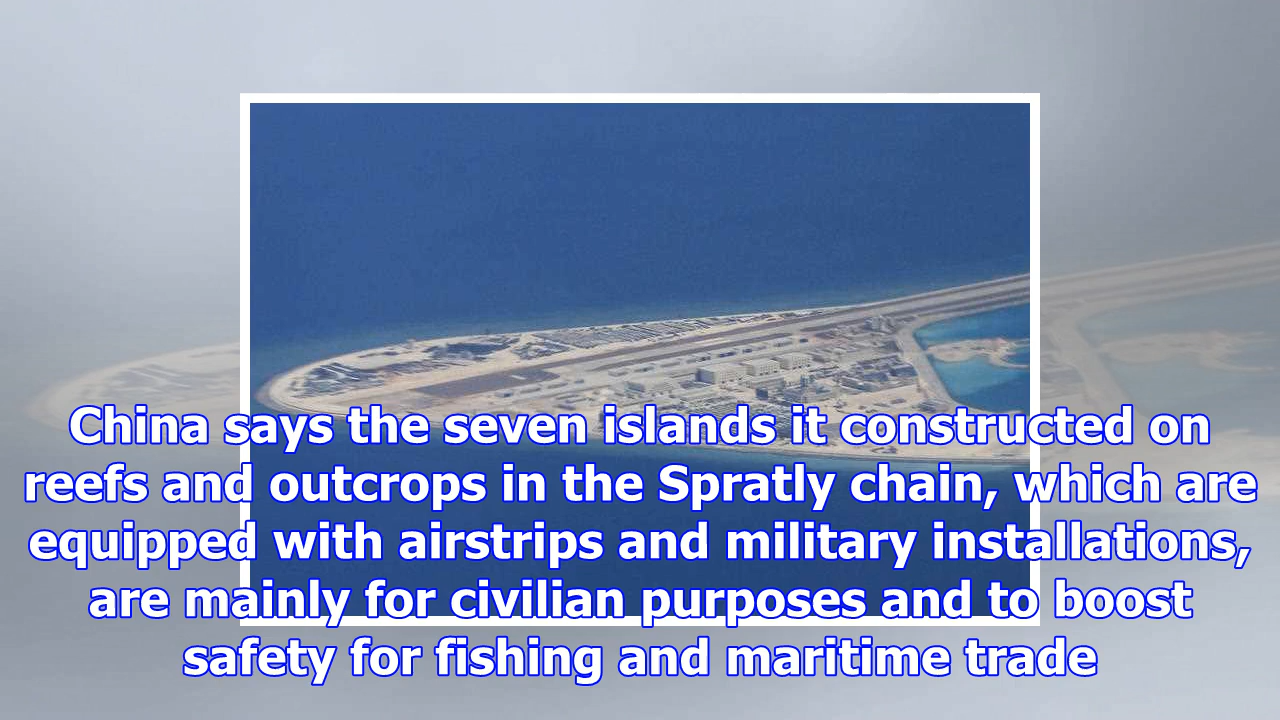 China says the seven islands it constructed on
reefs and outcrops in the Spratly chain, which are
equipped with airstrips and military installations,
are mainly for civilian purposes and to boost
safety for fishing and maritime trade